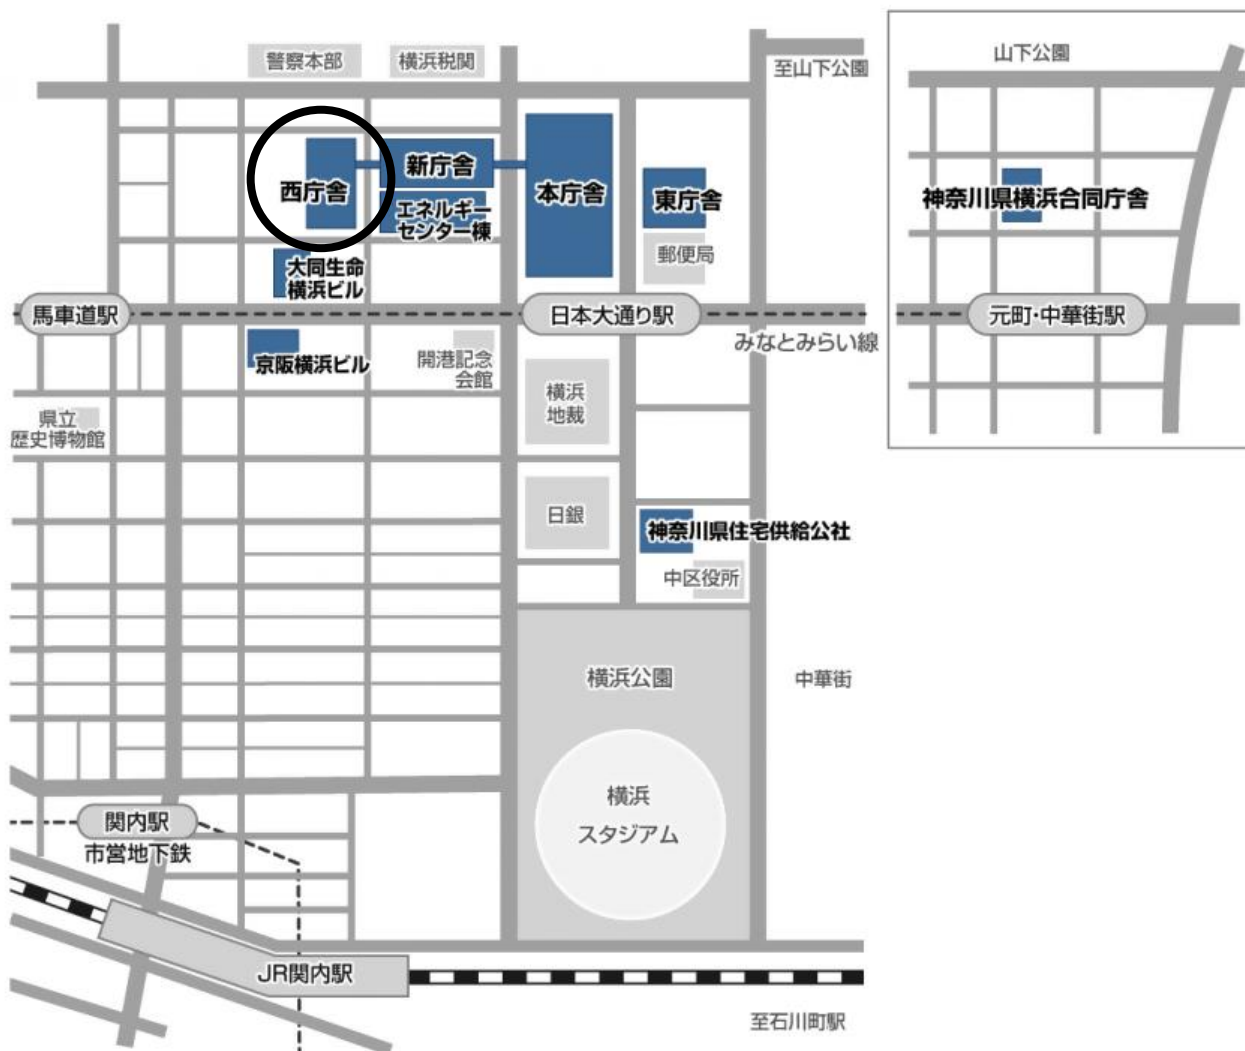 警察本部
横浜税関
至山下公園
山下公園
西庁舎
新庁舎
エネルギー
センター棟
本庁舎
東庁舎
郵便局
神奈川県横浜合同庁舎
大同生命
横浜ビル
馬車道駅
日本大通り駅
みなとみらい線
元町・中華街駅
京阪横浜ビル
開港記念
会館
横浜
地裁
県立
歴史博物館
日銀
神奈川県住宅供給公社
中区役所
横浜公園
中華街
横浜
スタジアム
関内駅
市営地下鉄
JR関内駅
至石川町駅